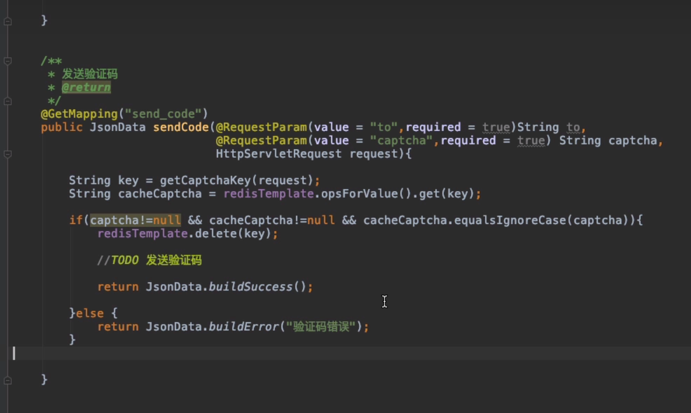 }
/**
* 发送验证码
* @return
*/
@GetMapping("send_code")
public JsonData sendCode(@RequestParam(value = "to",required = true)String to,
@RequestParam(value = "captcha",required = true) String captcha,
HttpServletRequest request){
String key = getCaptchaKey(request);
String cacheCaptcha = redisTemplate.opsForValue().get(key);
if(captcha!=null && cacheCaptcha!=null && cacheCaptcha.equalsIgnoreCase(captcha)){
redisTemplate.delete(key);
//TODO 发送验证码
return JsonData.buildSuccess();
}else {
return JsonData.buildError("验证码错误");
}
}